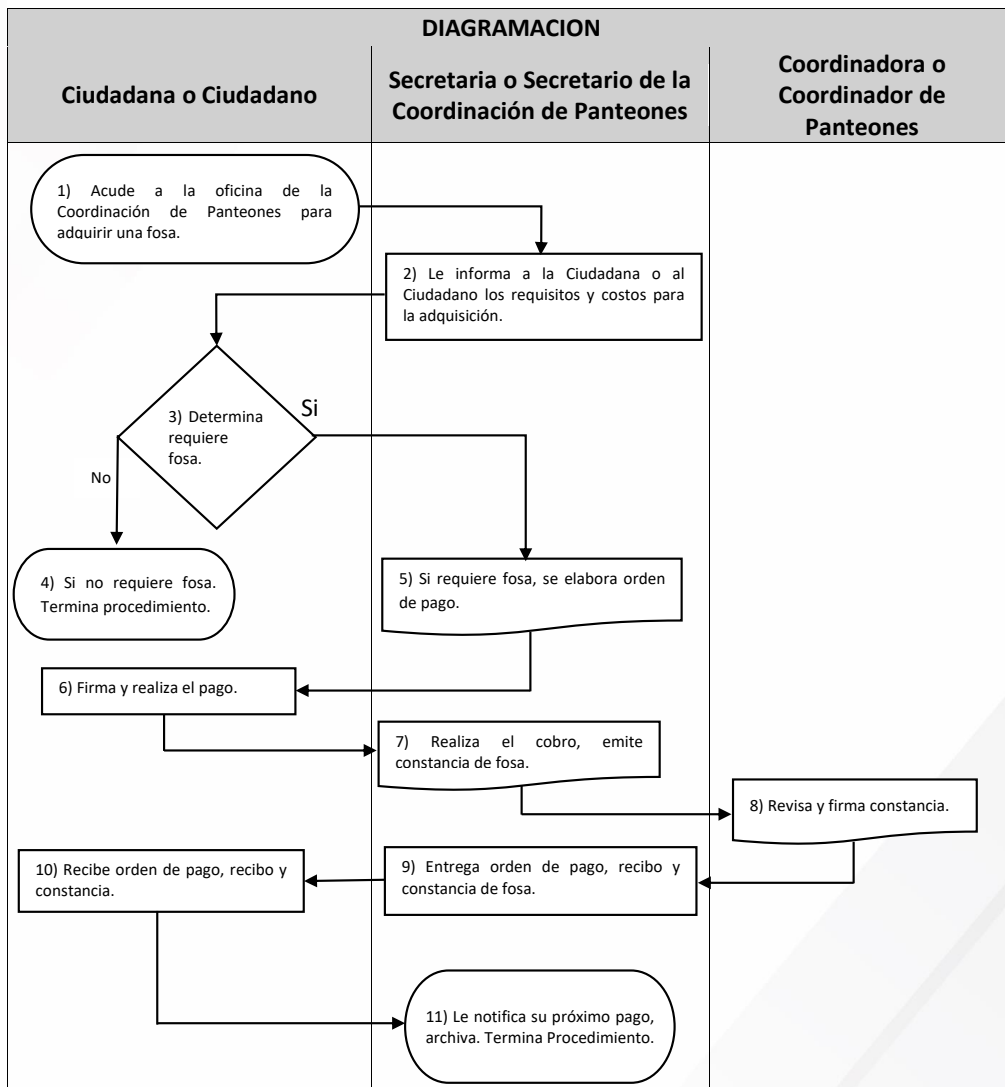 DIAGRAMACION
Ciudadana o Ciudadano
Secretaria o Secretario de la
Coordinación de Panteones
Coordinadora o
Coordinador de
Panteones
1) Acude a la oficina de la
Coordinación de Panteones para
adquirir una fosa.
2) Le informa a la Ciudadana o al
Ciudadano los requisitos y costos para
la adquisición.
3) Determina
requiere
fosa.
Si
No
4) Si no requiere fosa.
Termina procedimiento.
5) Si requiere fosa, se elabora orden
de pago.
6) Firma y realiza el pago.
7) Realiza el cobro, emite
constancia de fosa.
8) Revisa y firma constancia.
9) Entrega orden de pago, recibo y
constancia de fosa.
10) Recibe orden de pago, recibo y
constancia.
11) Le notifica su próximo pago,
archiva. Termina Procedimiento.